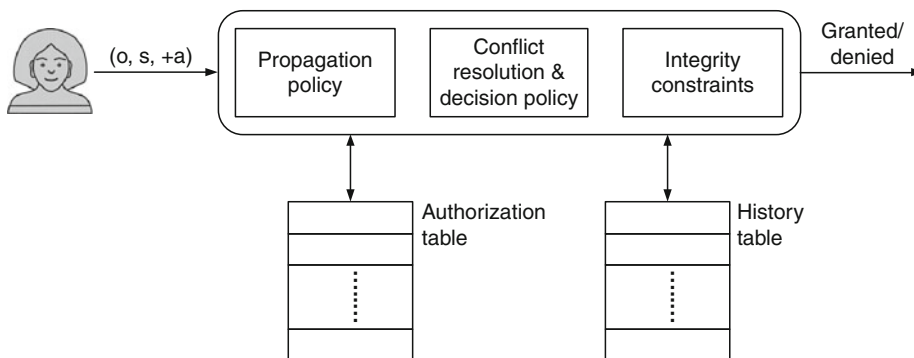 (o, s, +a)
Propagation
policy
Conflict
resolution &
decision policy
Integrity
constraints
Granted/
denied
Authorization
table
History
table